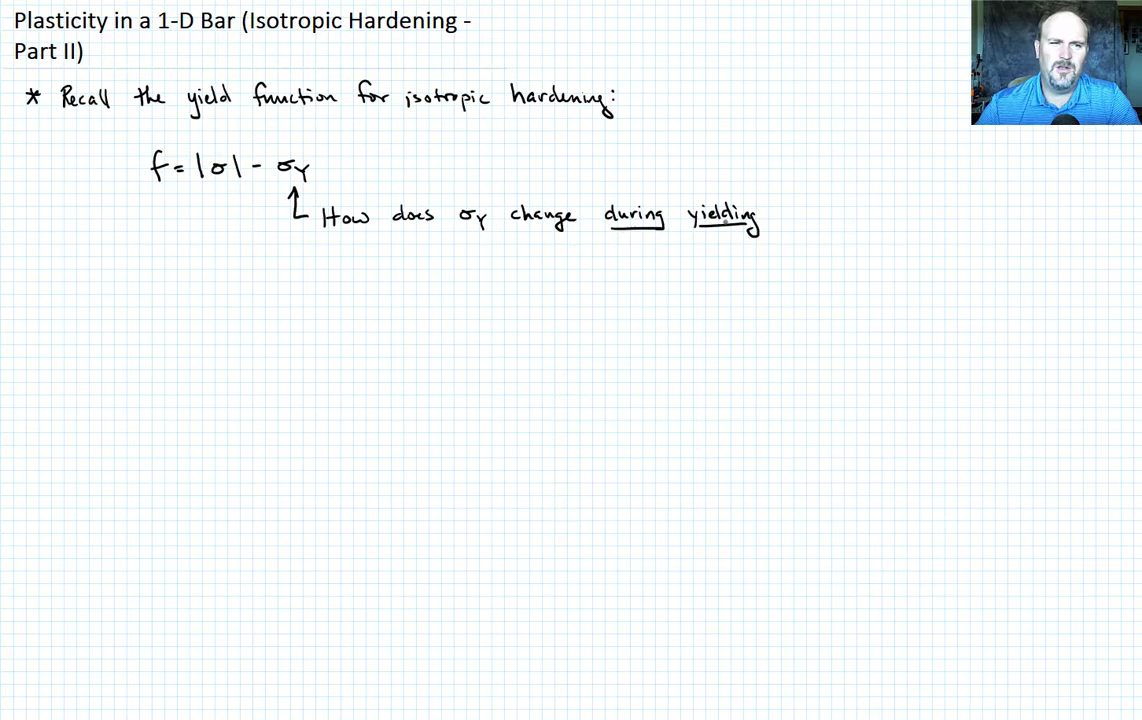 Plasticity in a 1-D Bar (Isotropic Hardening -
Part II)
* Recall the yield function for isotropic hardening:
f = |σ| - σY
How does σY change during yielding